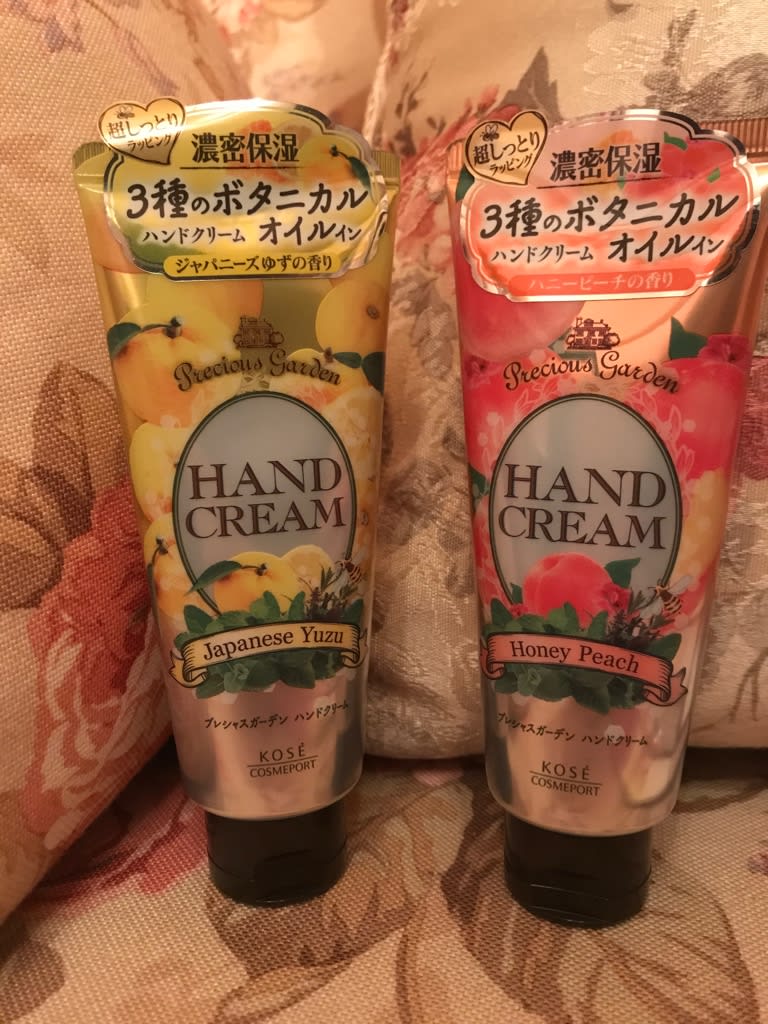 超しっとり
ラッピング
濃密保湿
3種のボタニカル
ハンドクリーム オイルイン
ジャパニーズゆずの香り
Precious Garden
HAND
CREAM
Japanese Yuzu
プレシャスガーデン ハンドクリーム
KOSÉ
COSMEPORT
超しっとり
ラッピング
濃密保湿
3種のボタニカル
ハンドクリーム オイルイン
ハニーピーチの香り
Precious Garden
HAND
CREAM
Honey Peach
プレシャスガーデン ハンドクリーム
KOSÉ
COSMEPORT